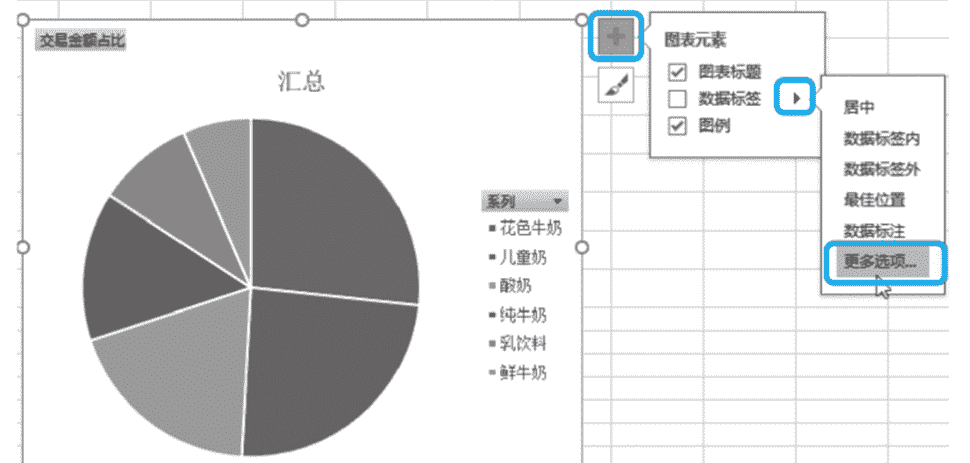 交易金额占比
汇总
系列
花色牛奶
儿童奶
酸奶
纯牛奶
乳饮料
鲜牛奶
图表元素
图表标题
数据标签
图例
居中
数据标签内
数据标签外
最佳位置
数据标注
更多选项...